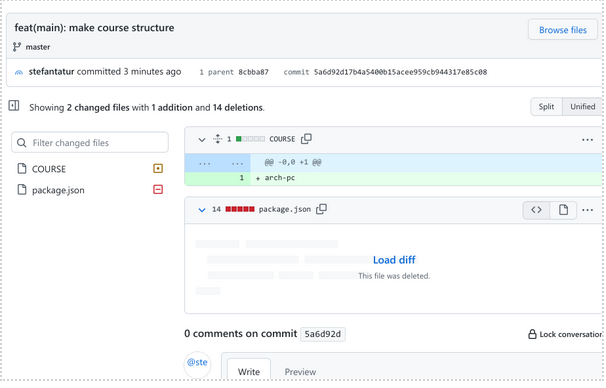 feat(main): make course structure
Browse files
master
stefantatur committed 3 minutes ago
1 parent 8cbba87 commit 5a6d92d17b4a5400b15acee959cb944317e85c08
Showing 2 changed files with 1 addition and 14 deletions.
Split Unified
Filter changed files
COURSE
package.json
1 COURSE
... ... @@ -0,0 +1 @@
1 + arch-pc
14 package.json
Load diff
This file was deleted.
0 comments on commit 5a6d92d
Lock conversation
@ste
Write Preview